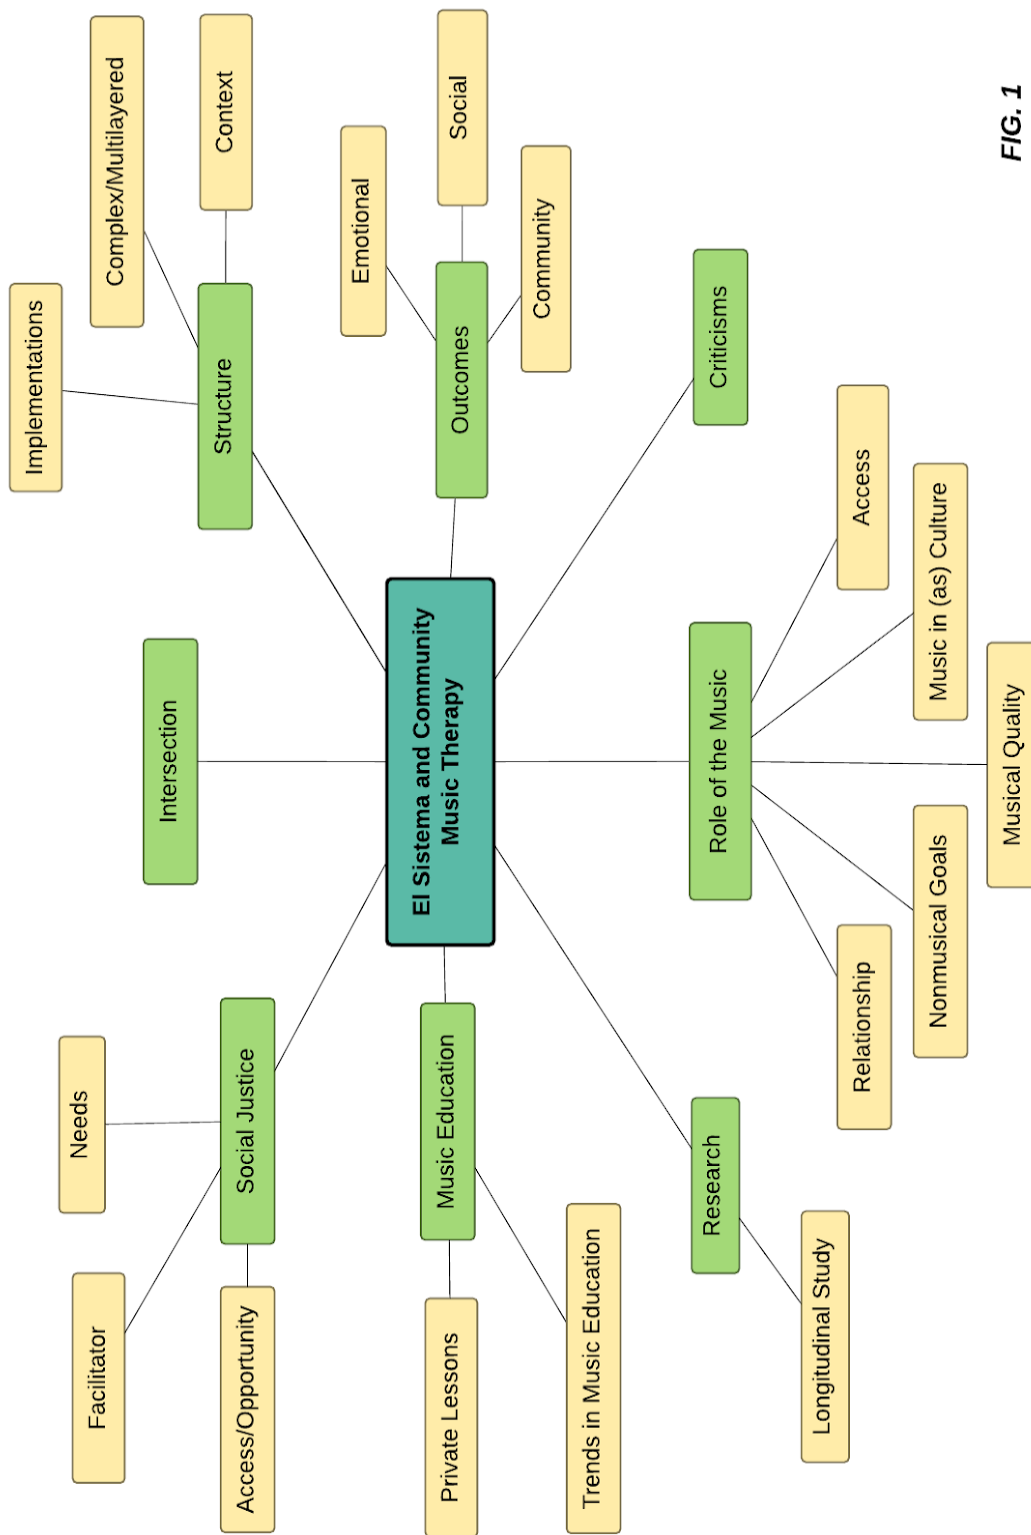 Implementations
Needs
Facilitator
Complex/Multilayered
Intersection
Structure
Context
Access/Opportunity
Social Justice
Emotional
El Sistema and Community
Music Therapy
Private Lessons
Music Education
Outcomes
Social
Community
Trends in Music Education
Research
Role of the Music
Criticisms
Longitudinal Study
Relationship
Access
Nonmusical Goals
Music in (as) Culture
Musical Quality
FIG. 1